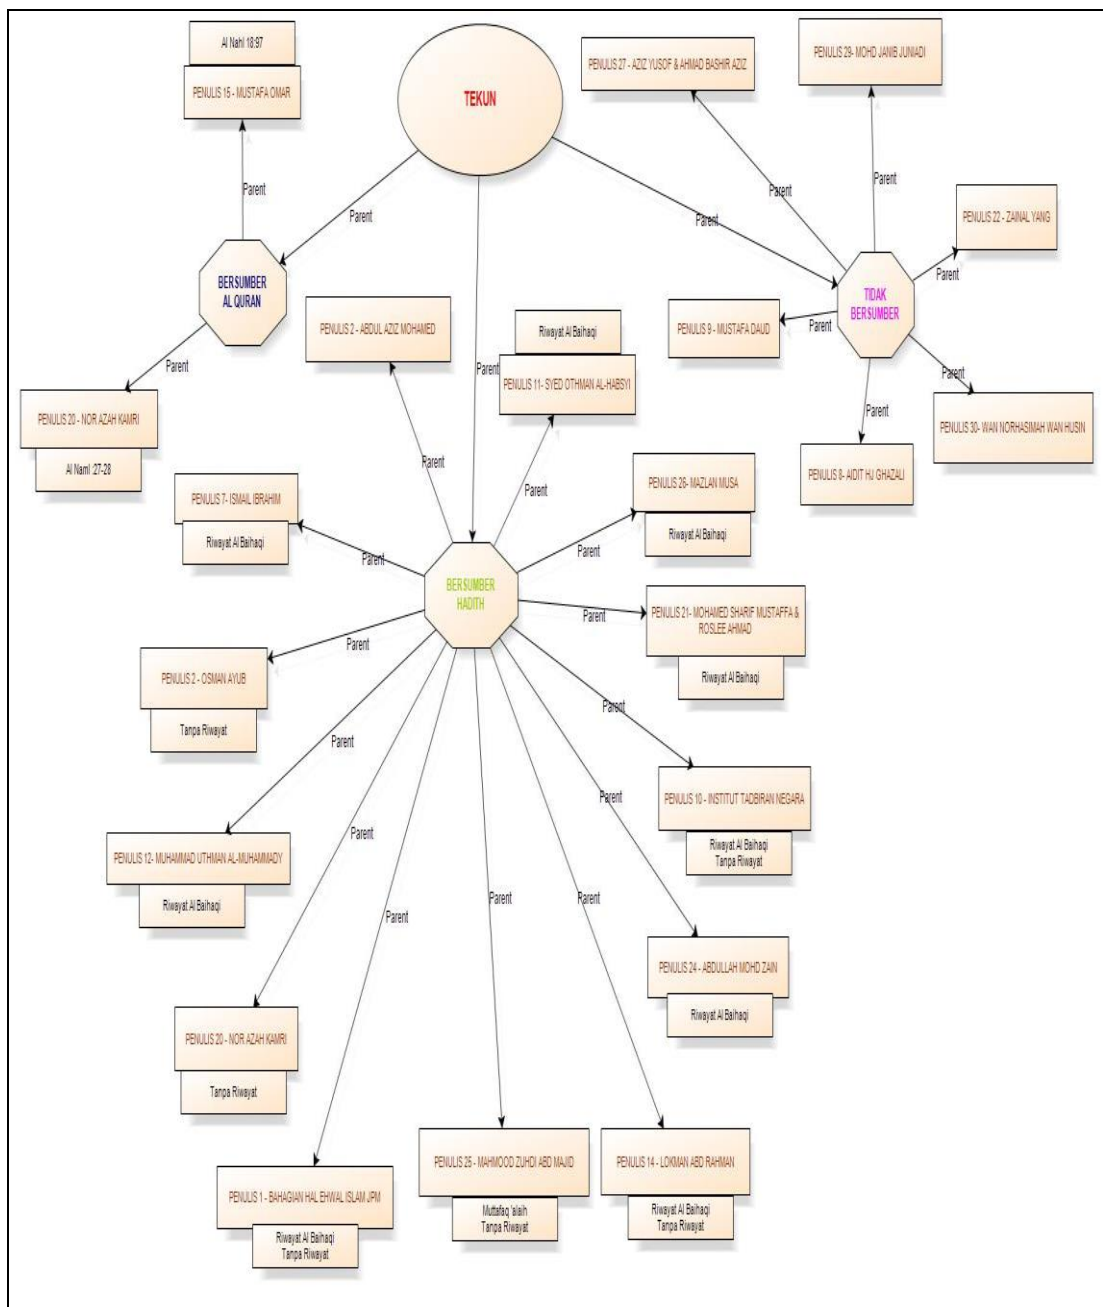 Al Nahl 18:97
PENULIS 15 - MUSTAFA OMAR
TEKUN
PENULIS 27 - AZIZ YUSOF & AHMAD BASHIR AZIZ
PENULIS 29- MOHD JANIB JUNIADI
Parent
Parent
Parent
Parent
Parent
PENULIS 22 - ZAINAL YANG
Parent
BERSUMBER
AL QURAN
TIDAK
BERSUMBER
PENULIS 2 - ABDUL AZIZ MOHAMED
Riwayat Al Baihaqi
PENULIS 11- SYED OTHMAN AL-HABSYI
PENULIS 9 - MUSTAFA DAUD
Parent
Parent
Parent
Parent
Parent
PENULIS 20 - NOR AZAH KAMRI
Al Naml :27-28
PENULIS 30- WAN NORHASIMAH WAN HUSIN
PENULIS 8- AIDIT HJ GHAZALI
Parent
Parent
PENULIS 7- ISMAIL IBRAHIM
Riwayat Al Baihaqi
PENULIS 26- MAZLAN MUSA
Riwayat Al Baihaqi
Parent
Parent
BERSUMBER
HADITH
PENULIS 21- MOHAMED SHARIF MUSTAFFA &
ROSLEE AHMAD
Riwayat Al Baihaqi
Parent
Parent
PENULIS 2 - OSMAN AYUB
Tanpa Riwayat
Parent
Parent
PENULIS 10 - INSTITUT TADBIRAN NEGARA
Riwayat Al Baihaqi
Tanpa Riwayat
Parent
Parent
PENULIS 12- MUHAMMAD UTHMAN AL-MUHAMMADY
Riwayat Al Baihaqi
Parent
Parent
Parent
PENULIS 24 - ABDULLAH MOHD ZAIN
Riwayat Al Baihaqi
PENULIS 20 - NOR AZAH KAMRI
Tanpa Riwayat
PENULIS 1 - BAHAGIAN HAL EHWAL ISLAM JPM
Riwayat Al Baihaqi
Tanpa Riwayat
PENULIS 25 - MAHMOOD ZUHDI ABD MAJID
Muttafaq 'alaih
Tanpa Riwayat
PENULIS 14 - LOKMAN ABD RAHMAN
Riwayat Al Baihaqi
Tanpa Riwayat